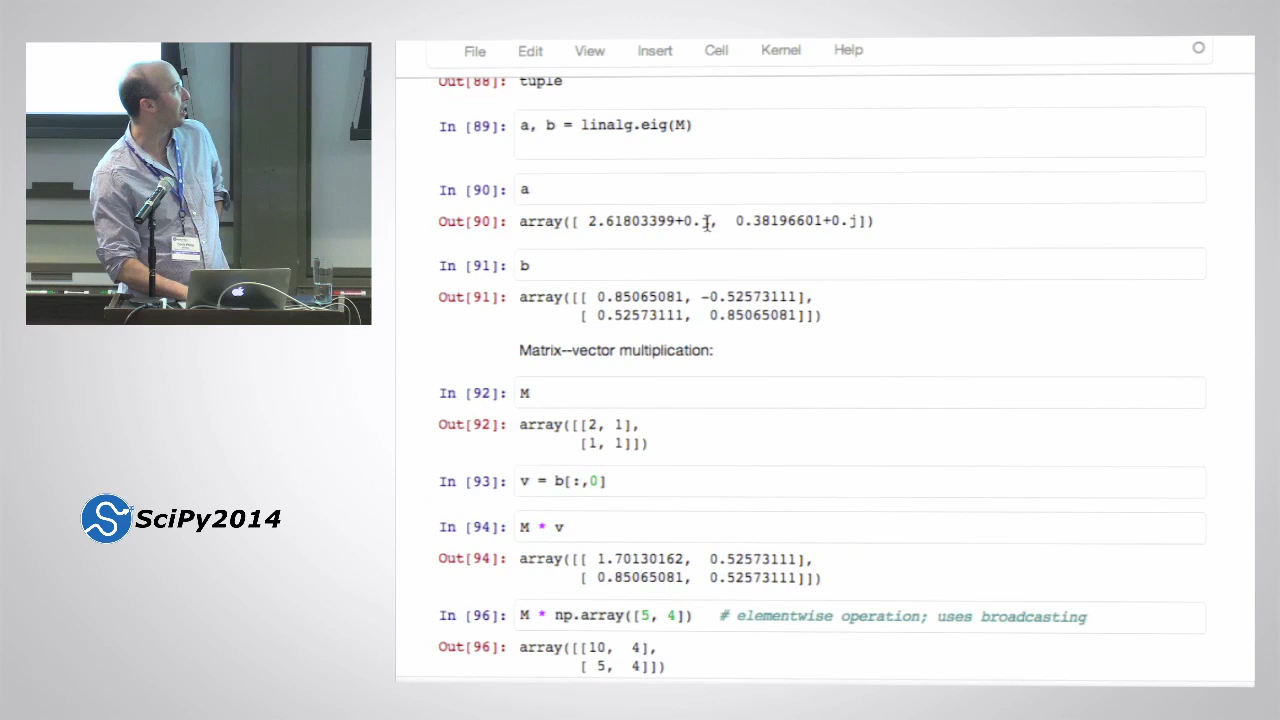 File Edit View Insert Cell Kernel Help
Out[88]: tuple
In [89]: a, b = linalg.eig(M)
In [90]: a
Out[90]: array([ 2.61803399+0.j, 0.38196601+0.j])
In [91]: b
Out[91]: array([[ 0.85065081, -0.52573111],
[ 0.52573111, 0.85065081]])
Matrix--vector multiplication:
In [92]: M
Out[92]: array([[2, 1],
[1, 1]])
In [93]: v = b[:,0]
In [94]: M * v
Out[94]: array([[ 1.70130162, 0.52573111],
[ 0.85065081, 0.52573111]])
In [96]: M * np.array([5, 4]) # elementwise operation; uses broadcasting
Out[96]: array([[10, 4],
[ 5, 4]])
SciPy2014